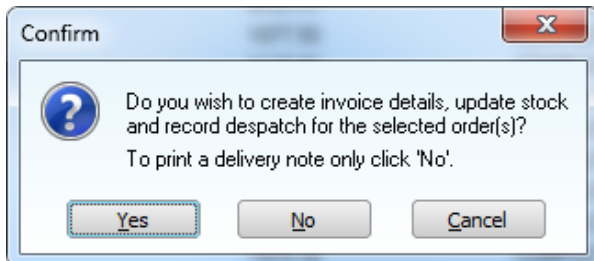 Confirm
Do you wish to create invoice details, update stock
and record despatch for the selected order(s)?
To print a delivery note only click 'No'.
Yes
No
Cancel